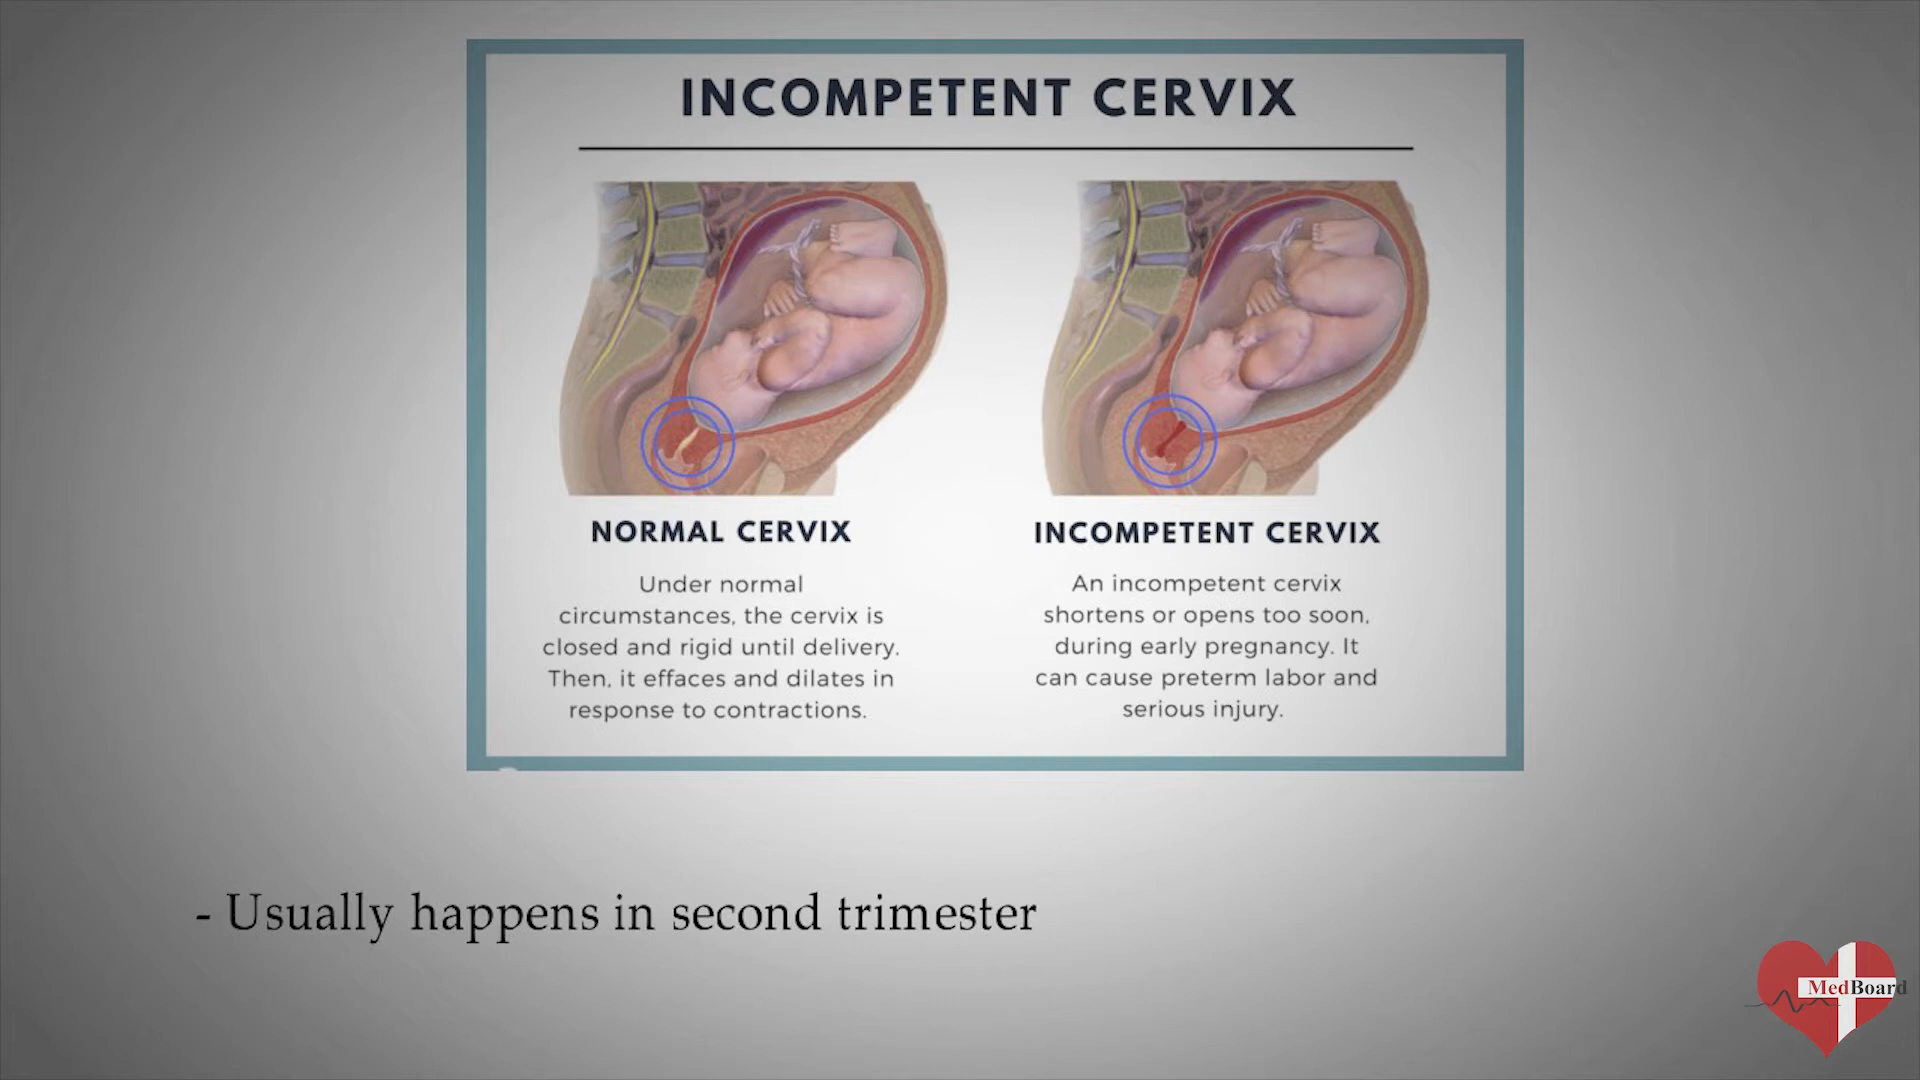 INCOMPETENT CERVIX
NORMAL CERVIX
Under normal
circumstances, the cervix is
closed and rigid until delivery.
Then, it effaces and dilates in
response to contractions.
INCOMPETENT CERVIX
An incompetent cervix
shortens or opens too soon,
during early pregnancy. It
can cause preterm labor and
serious injury.
- Usually happens in second trimester
MedBoard